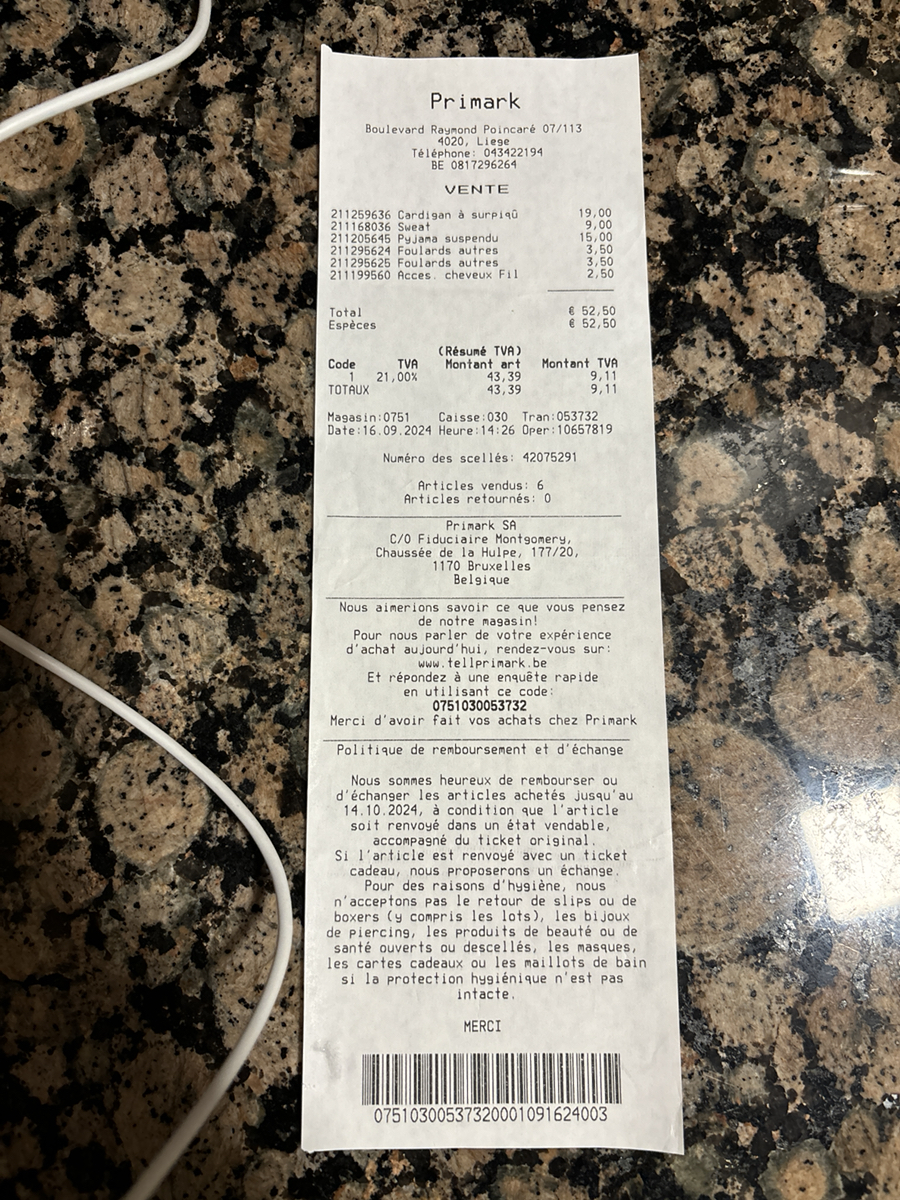 Primark
Boulevard Raymond Poincaré 07/113
4020, Liege
Téléphone: 043422194
BE 0817296264
VENTE
211259636 Cardigan à surpiqû 19,00
211168036 Sweat 9,00
211205645 Pyjama suspendu 15,00
211295624 Foulards autres 3,50
211295625 Foulards autres 3,50
211199560 Acces. cheveux Fil 2,50
Total € 52,50
Espèces € 52,50
(Résumé TVA)
Code TVA Montant art Montant TVA
1 21,00% 43,39 9,11
TOTAUX 43,39 9,11
Magasin:0751 Caisse:030 Tran:053732
Date:16.09.2024 Heure:14:26 Oper:10657819
Numéro des scellés: 42075291
Articles vendus: 6
Articles retournés: 0
Primark SA
C/O Fiduciaire Montgomery,
Chaussée de la Hulpe, 177/20,
1170 Bruxelles
Belgique
Nous aimerions savoir ce que vous pensez
de notre magasin!
Pour nous parler de votre expérience
d'achat aujourd'hui, rendez-vous sur:
www.tellprimark.be
Et répondez à une enquête rapide
en utilisant ce code:
0751030053732
Merci d'avoir fait vos achats chez Primark
Politique de remboursement et d'échange
Nous sommes heureux de rembourser ou
d'échanger les articles achetés jusqu'au
14.10.2024, à condition que l'article
soit renvoyé dans un état vendable,
accompagné du ticket original.
Si l'article est renvoyé avec un ticket
cadeau, nous proposerons un échange.
Pour des raisons d'hygiène, nous
n'acceptons pas le retour de slips ou de
boxers (y compris les lots), les bijoux
de piercing, les produits de beauté ou de
santé ouverts ou descellés, les masques,
les cartes cadeaux ou les maillots de bain
si la protection hygiénique n'est pas
intacte.
MERCI
07510300537320001091624003